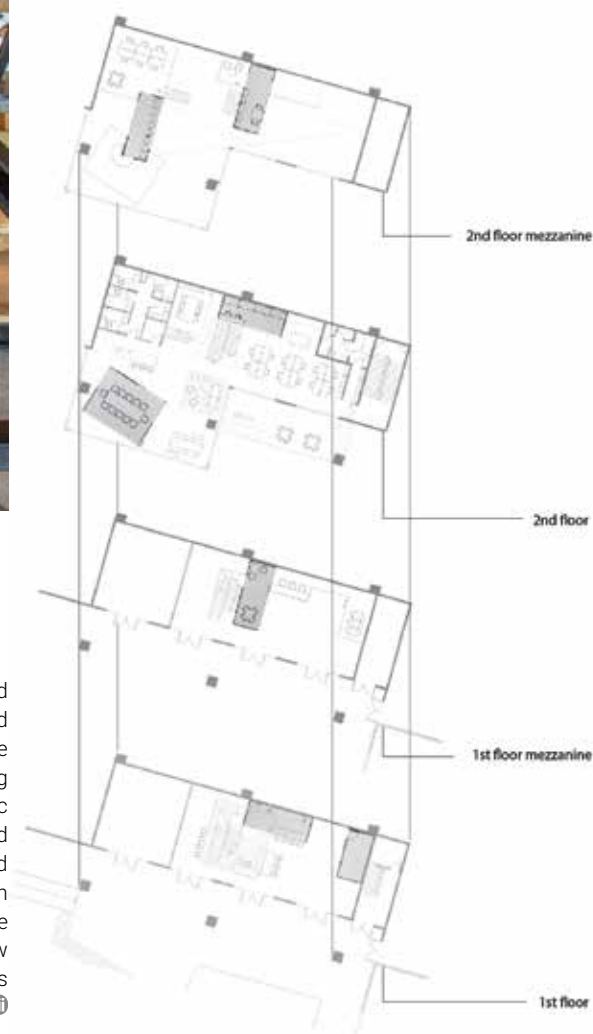 2nd floor mezzanine
2nd floor
1st floor mezzanine
d
d
e
g
c
d
d
n
e
w
s
1st floor